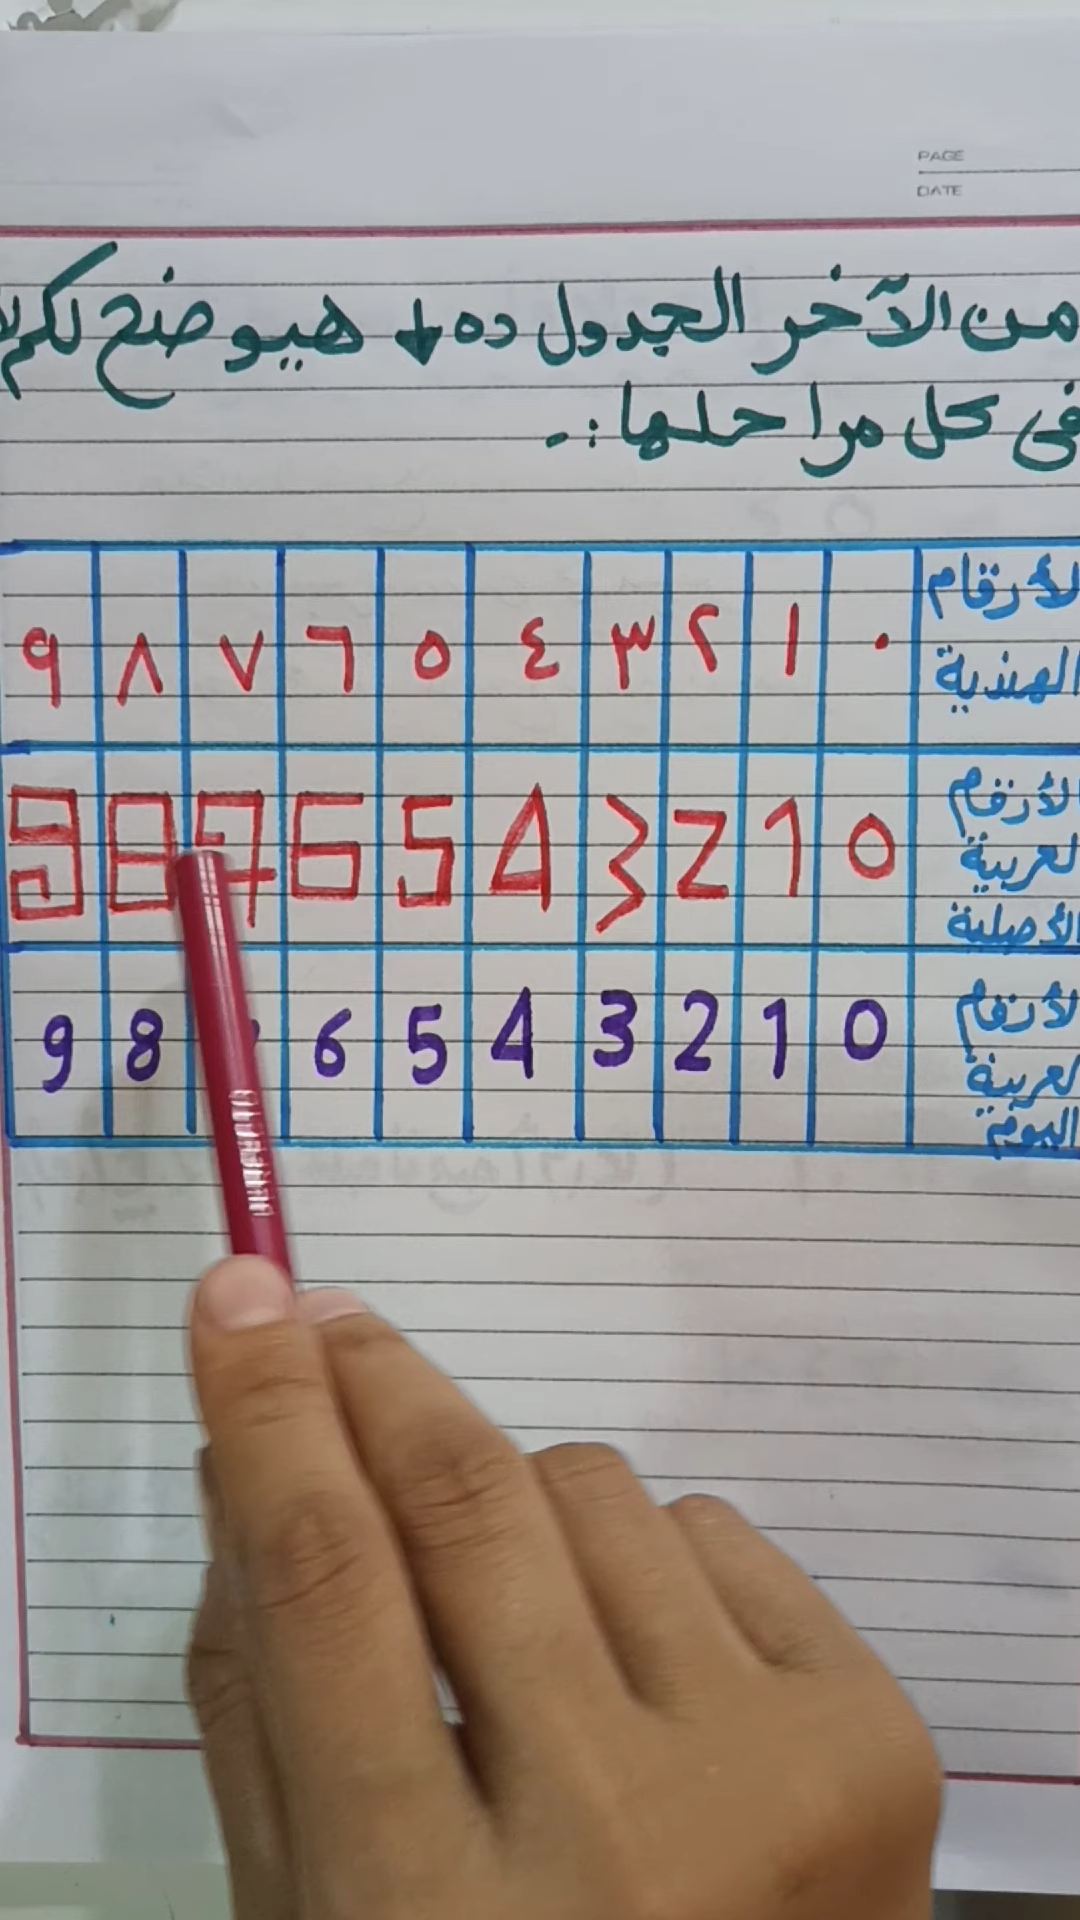 PAGE
DATE
من الآخر الجدول ده ↓ هيوضح لكم
في كل مراحلها:-
الأرقام الهندية ٠ ١ ٢ ٣ ٤ ٥ ٦ ٧ ٨ ٩
الأرقام العربية الأصلية 0 1 2 3 4 5 6 7 8 9
الأرقام العربية اليوم 0 1 2 3 4 5 6 8 9